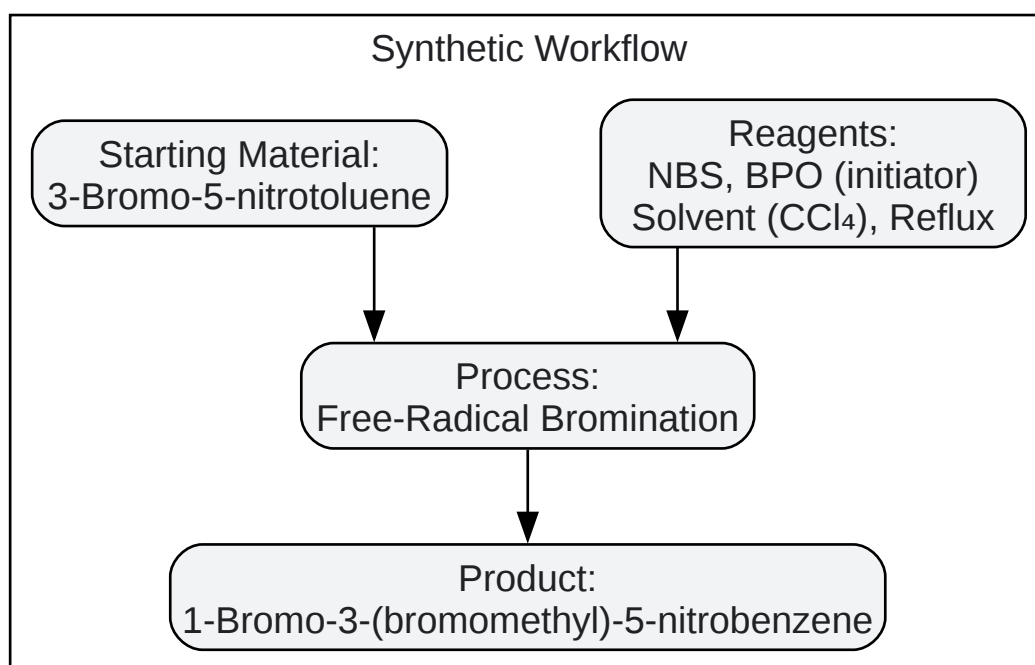 Synthetic Workflow
Starting Material:
3-Bromo-5-nitrotoluene
Reagents:
NBS, BPO (initiator)
Solvent (CCl₄), Reflux
Process:
Free-Radical Bromination
Product:
1-Bromo-3-(bromomethyl)-5-nitrobenzene